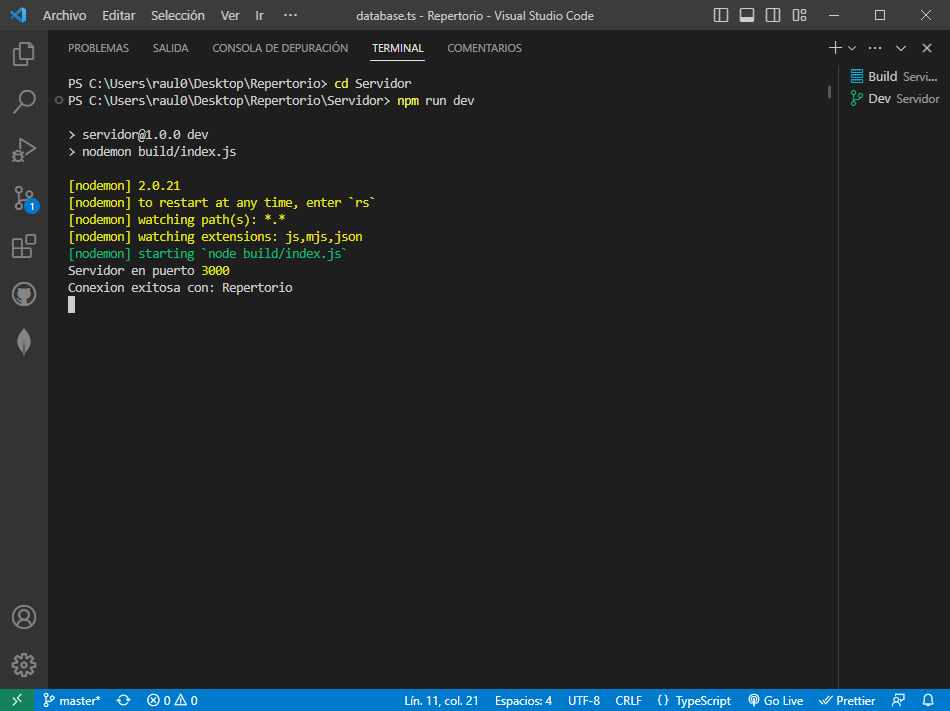 Archivo Editar Selección Ver Ir ··· database.ts - Repertorio - Visual Studio Code
PROBLEMAS SALIDA CONSOLA DE DEPURACIÓN TERMINAL COMENTARIOS
PS C:\Users\raul0\Desktop\Repertorio> cd Servidor
PS C:\Users\raul0\Desktop\Repertorio\Servidor> npm run dev
> servidor@1.0.0 dev
> nodemon build/index.js
[nodemon] 2.0.21
[nodemon] to restart at any time, enter `rs`
[nodemon] watching path(s): *.*
[nodemon] watching extensions: js,mjs,json
[nodemon] starting `node build/index.js`
Servidor en puerto 3000
Conexion exitosa con: Repertorio
Build Servi...
Dev Servidor
1
master* 0 0 Lín. 11, col. 21 Espacios: 4 UTF-8 CRLF {} TypeScript Go Live Prettier